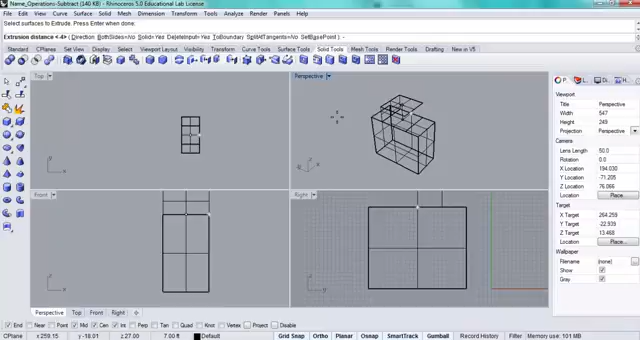 Name_Operations-Subtract (140 KB) - Rhinoceros 5.0 Educational Lab License
File Edit View Curve Surface Solid Mesh Dimension Transform Tools Analyze Render Panels Help
Select surfaces to Extrude. Press Enter when done:
Extrusion distance <-4> (Direction BothSides=No Solid=Yes DeleteInput=Yes ToBoundary SplitAtTangents=No SetBasePoint): -
Standard CPlanes Set View Display Select Viewport Layout Visibility Transform Curve Tools Surface Tools Solid Tools Mesh Tools Render Tools Drafting New in V5
Top
Perspective
Front
Right
P..
L..
Di..
H..
Viewport
Title Perspective
Width 547
Height 249
Projection Perspective
Camera
Lens Length 50.0
Rotation 0.0
X Location 194.030
Y Location -71.205
Z Location 76.066
Location Place...
Target
X Target 264.259
Y Target -22.939
Z Target 13.468
Location Place...
Wallpaper
Filename (none)
Show
Gray
Perspective Top Front Right
End Near Point Mid Cen Int Perp Tan Quad Knot Vertex Project Disable
CPlane x 259.15 y -18.01 z 27.00 7.00 ft Default Grid Snap Ortho Planar Osnap SmartTrack Gumball Record History Filter Memory use: 101 MB